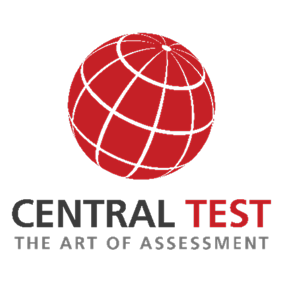 CENTRAL TEST
THE ART OF ASSESSMENT